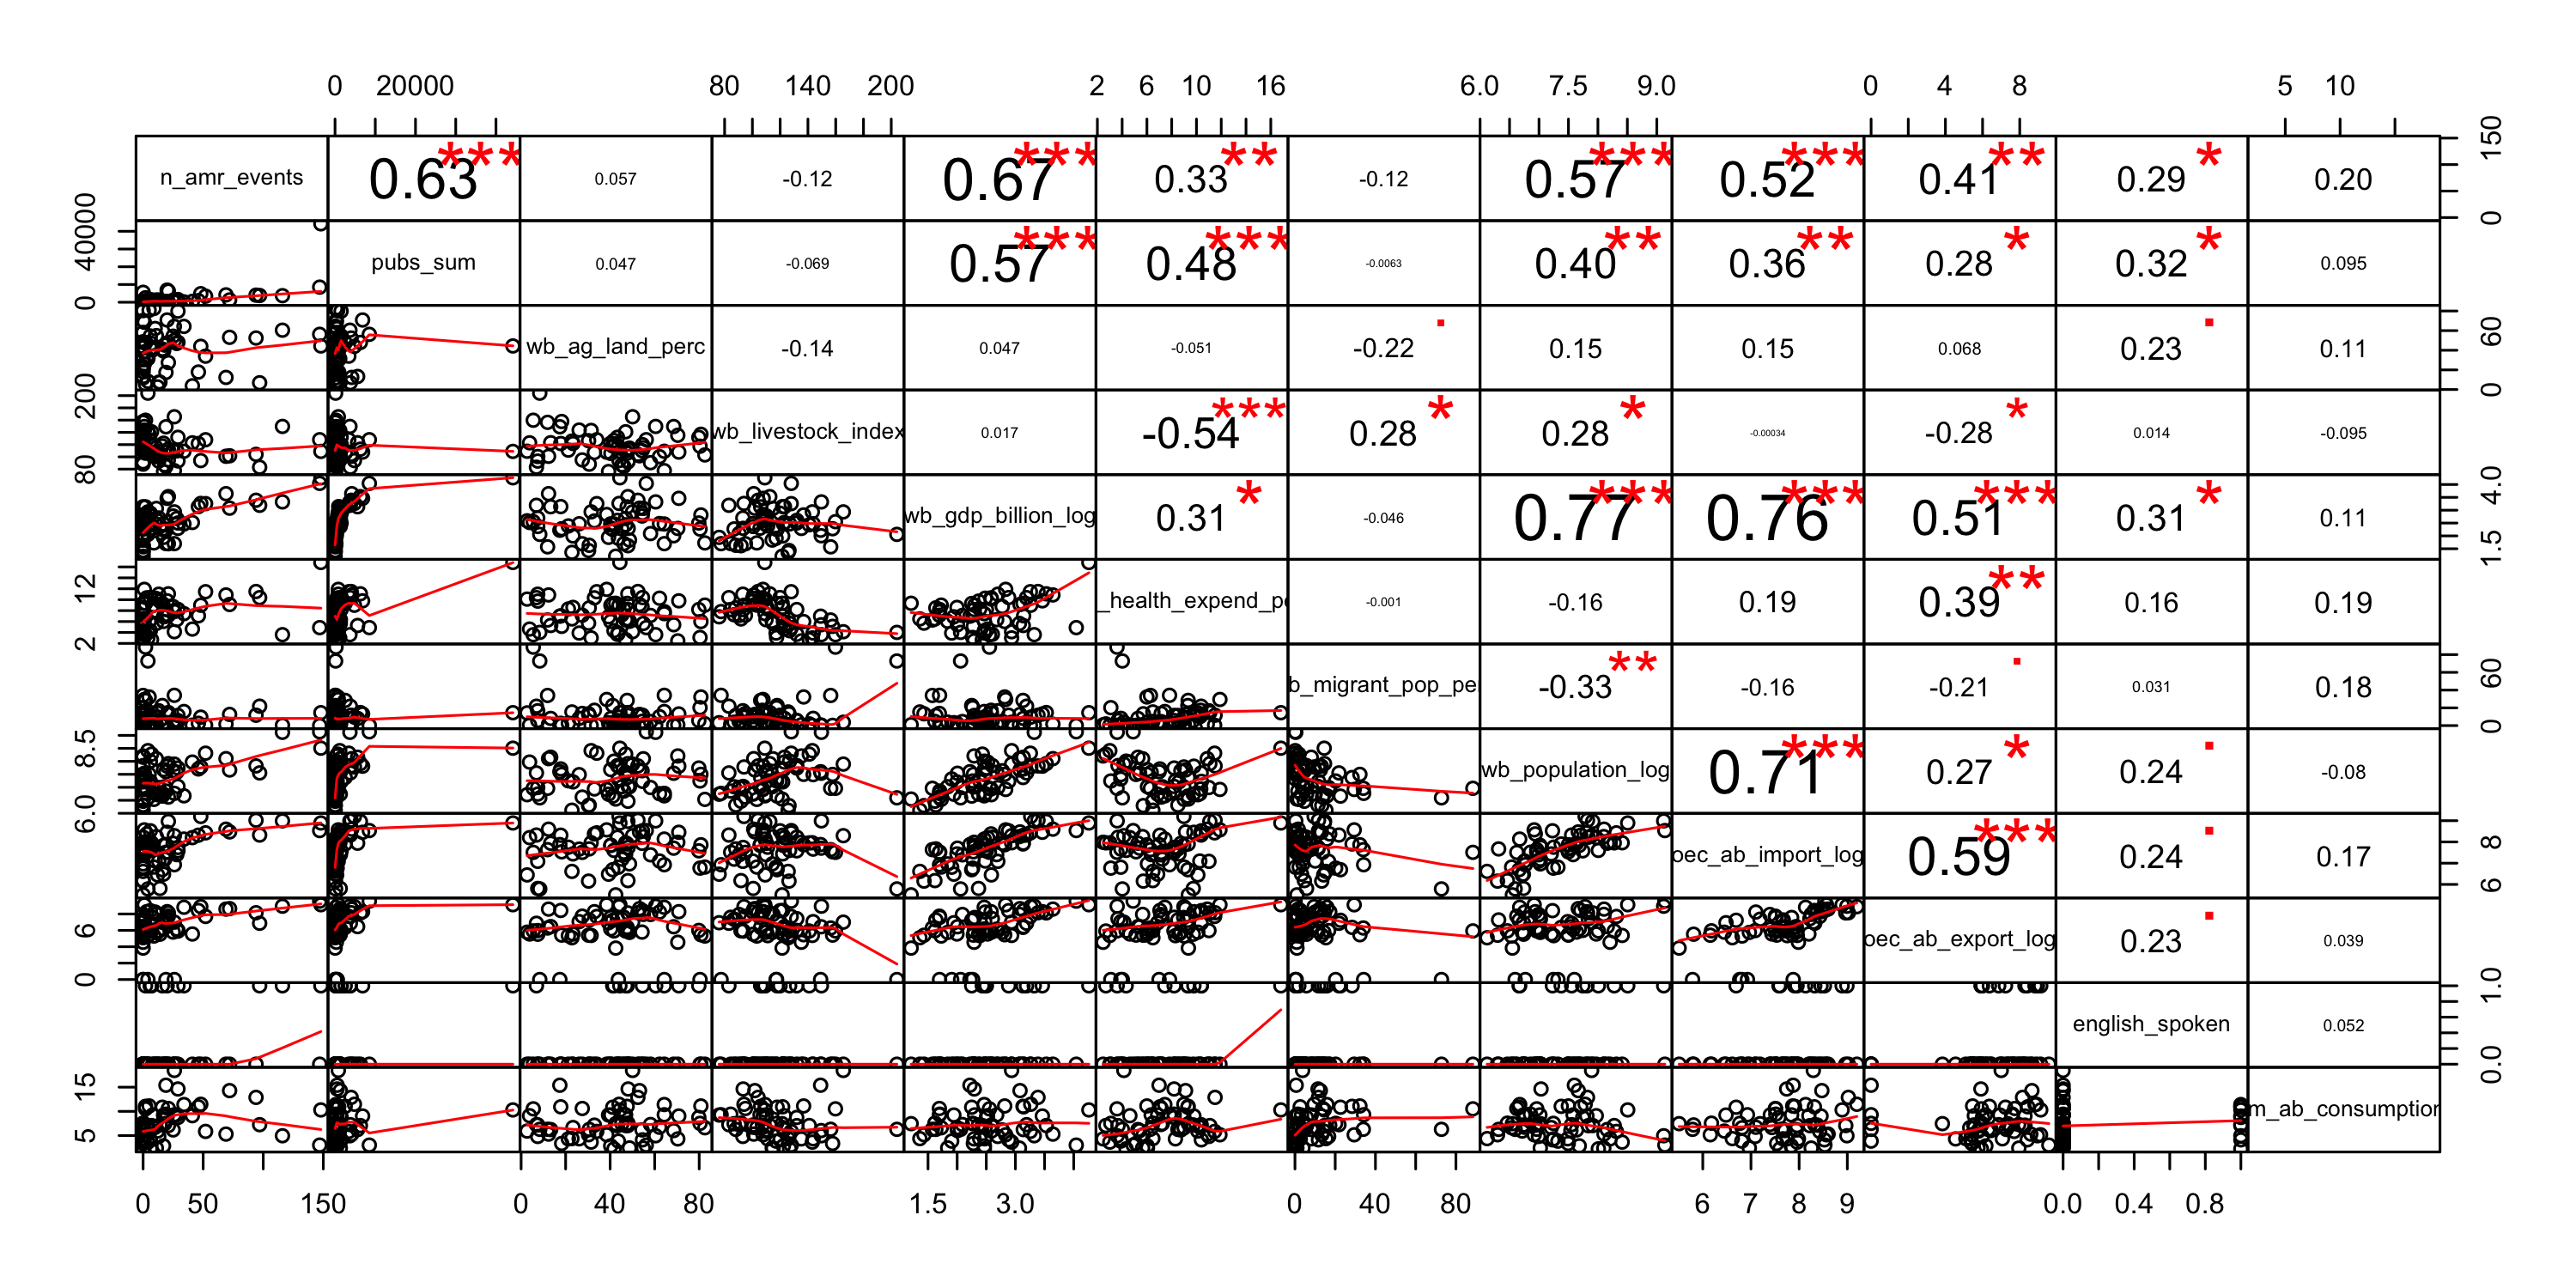 0 20000 80 140 200 2 6 10 16 6.0 7.5 9.0 0 4 8 5 10
n_amr_events 0.63 *** 0.057 -0.12 0.67 *** 0.33 ** -0.12 0.57 *** 0.52 *** 0.41 ** 0.29 * 0.20 0 150
0 40000 pubs_sum 0.047 -0.069 0.57 *** 0.48 *** -0.0063 0.40 ** 0.36 ** 0.28 * 0.32 * 0.095
wb_ag_land_perc -0.14 0.047 -0.051 -0.22 . 0.15 0.15 0.068 0.23 . 0.11 0 60
80 200 wb_livestock_index 0.017 -0.54 *** 0.28 * 0.28 * -0.00034 -0.28 * 0.014 -0.095
wb_gdp_billion_log 0.31 * -0.046 0.77 *** 0.76 *** 0.51 *** 0.31 * 0.11 1.5 4.0
2 12 _health_expend_p -0.001 -0.16 0.19 0.39 ** 0.16 0.19
b_migrant_pop_pe -0.33 ** -0.16 -0.21 . 0.031 0.18 0 60
6.0 8.5 wb_population_log 0.71 *** 0.27 * 0.24 . -0.08
oec_ab_import_log 0.59 *** 0.24 . 0.17 6 8
0 6 oec_ab_export_log 0.23 . 0.039
english_spoken 0.052 0.0 1.0
5 15 m_ab_consumption
0 50 150 0 40 80 1.5 3.0 0 40 80 6 7 8 9 0.0 0.4 0.8